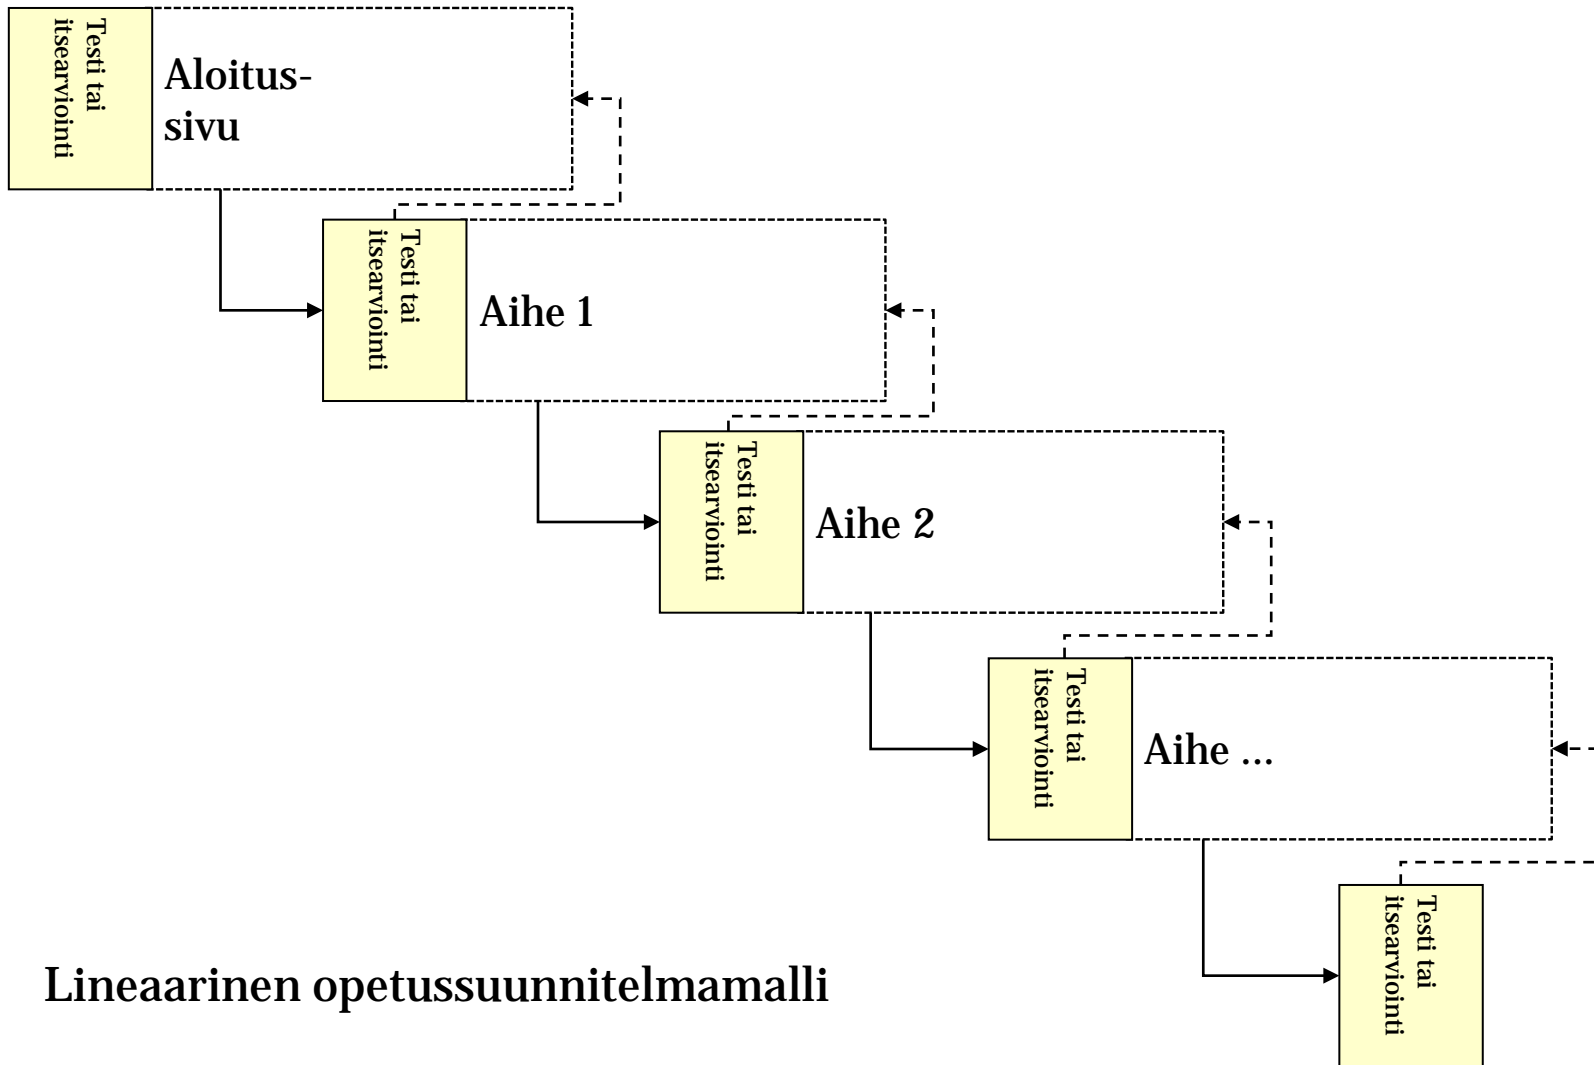 Testi tai
itsearviointi
Aloitus-
sivu
Testi tai
itsearviointi
Aihe 1
Testi tai
itsearviointi
Aihe 2
Testi tai
itsearviointi
Aihe ...
Testi tai
itsearviointi
Lineaarinen opetussuunnitelmamalli